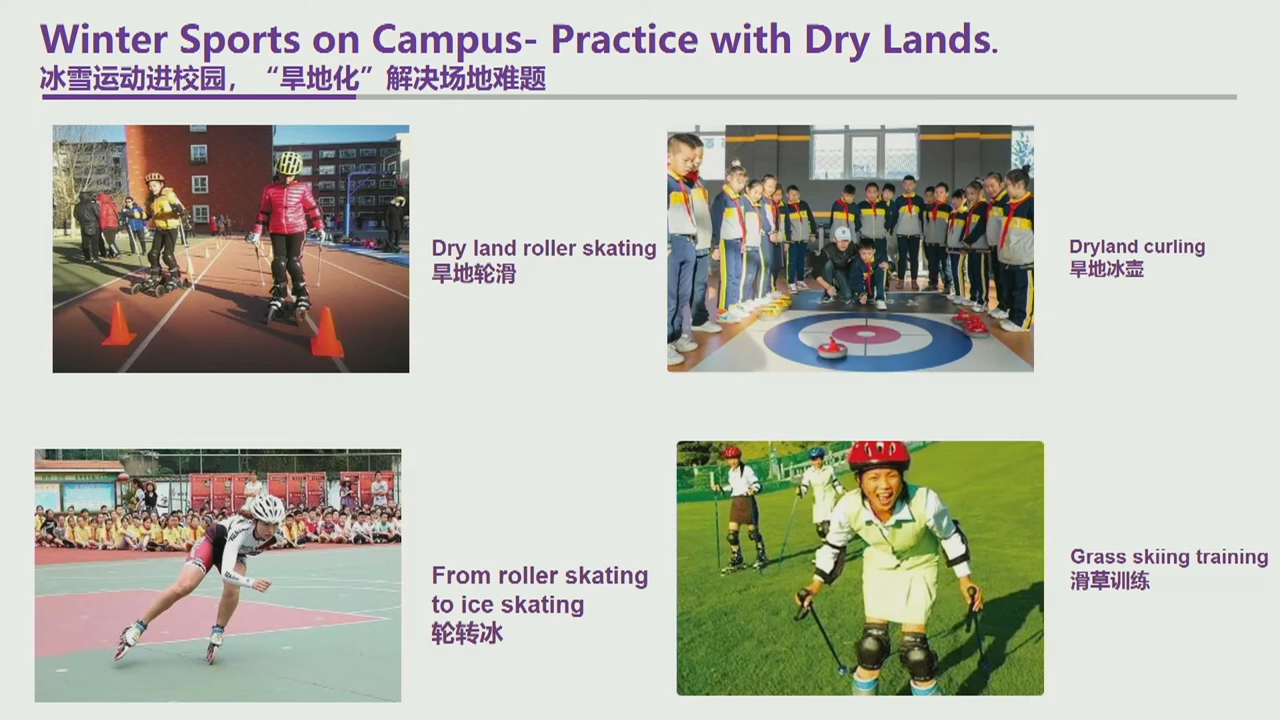 Winter Sports on Campus- Practice with Dry Lands.
冰雪运动进校园，“旱地化”解决场地难题
Dry land roller skating
旱地轮滑
Dryland curling
旱地冰壶
From roller skating
to ice skating
轮转冰
Grass skiing training
滑草训练